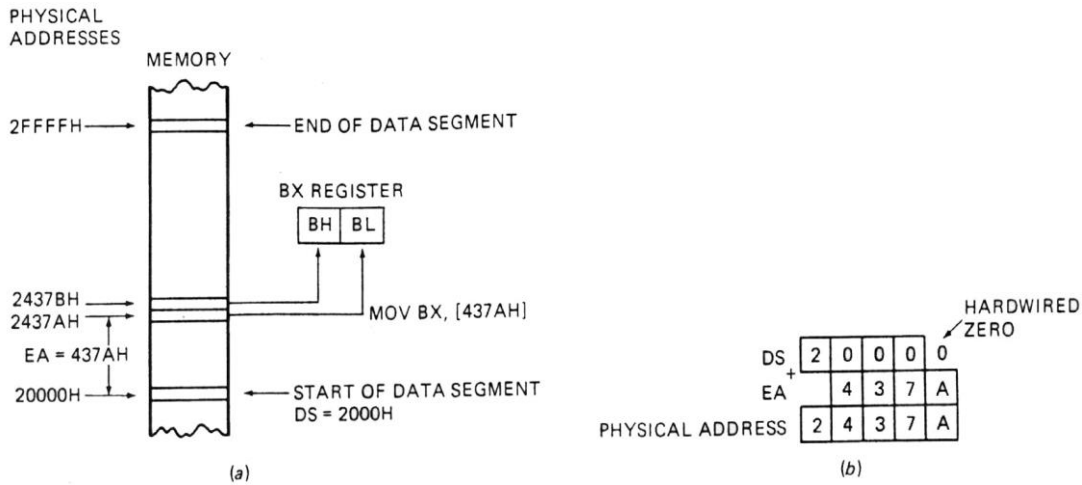 PHYSICAL
ADDRESSES
MEMORY
2FFFFH
END OF DATA SEGMENT
BX REGISTER
BH BL
2437BH
2437AH
MOV BX, [437AH]
EA = 437AH
20000H
START OF DATA SEGMENT
DS = 2000H
(a)
HARDWIRED
ZERO
DS 2 0 0 0 0
+
EA 4 3 7 A
PHYSICAL ADDRESS 2 4 3 7 A
(b)